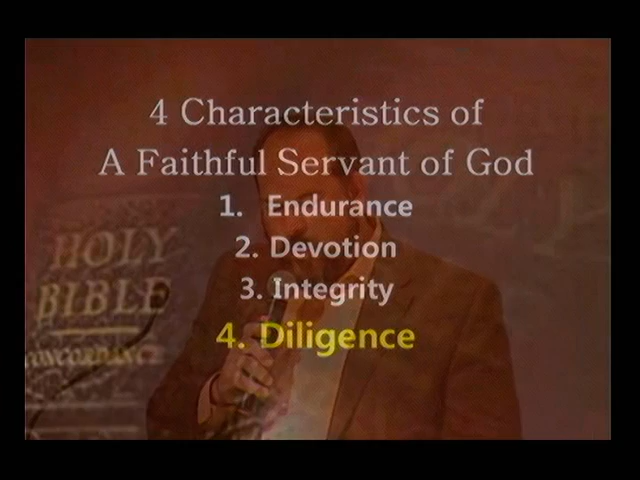 4 Characteristics of
A Faithful Servant of God
1. Endurance
2. Devotion
3. Integrity
4. Diligence
HOLY
BIBLE
CONCORDANCE